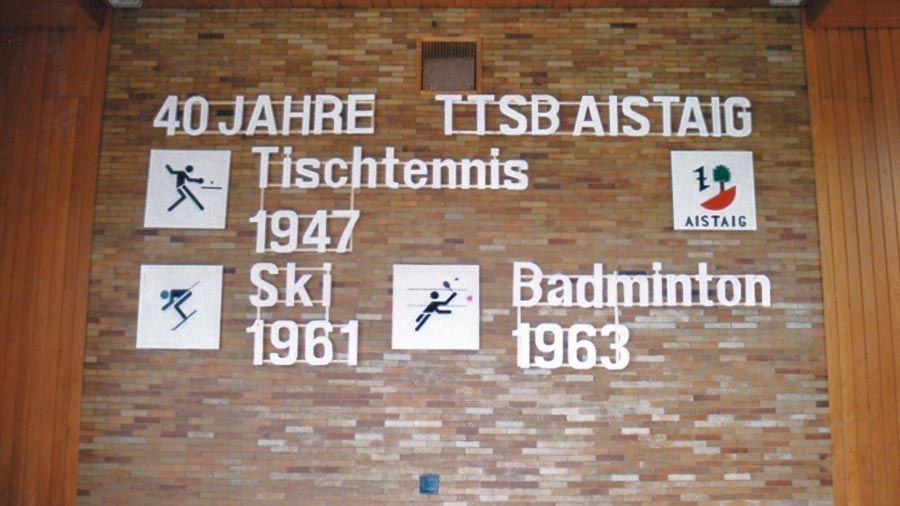 40 JAHRE TTSB AISTAIG
Tischtennis
1947
AISTAIG
Ski
1961
Badminton
1963